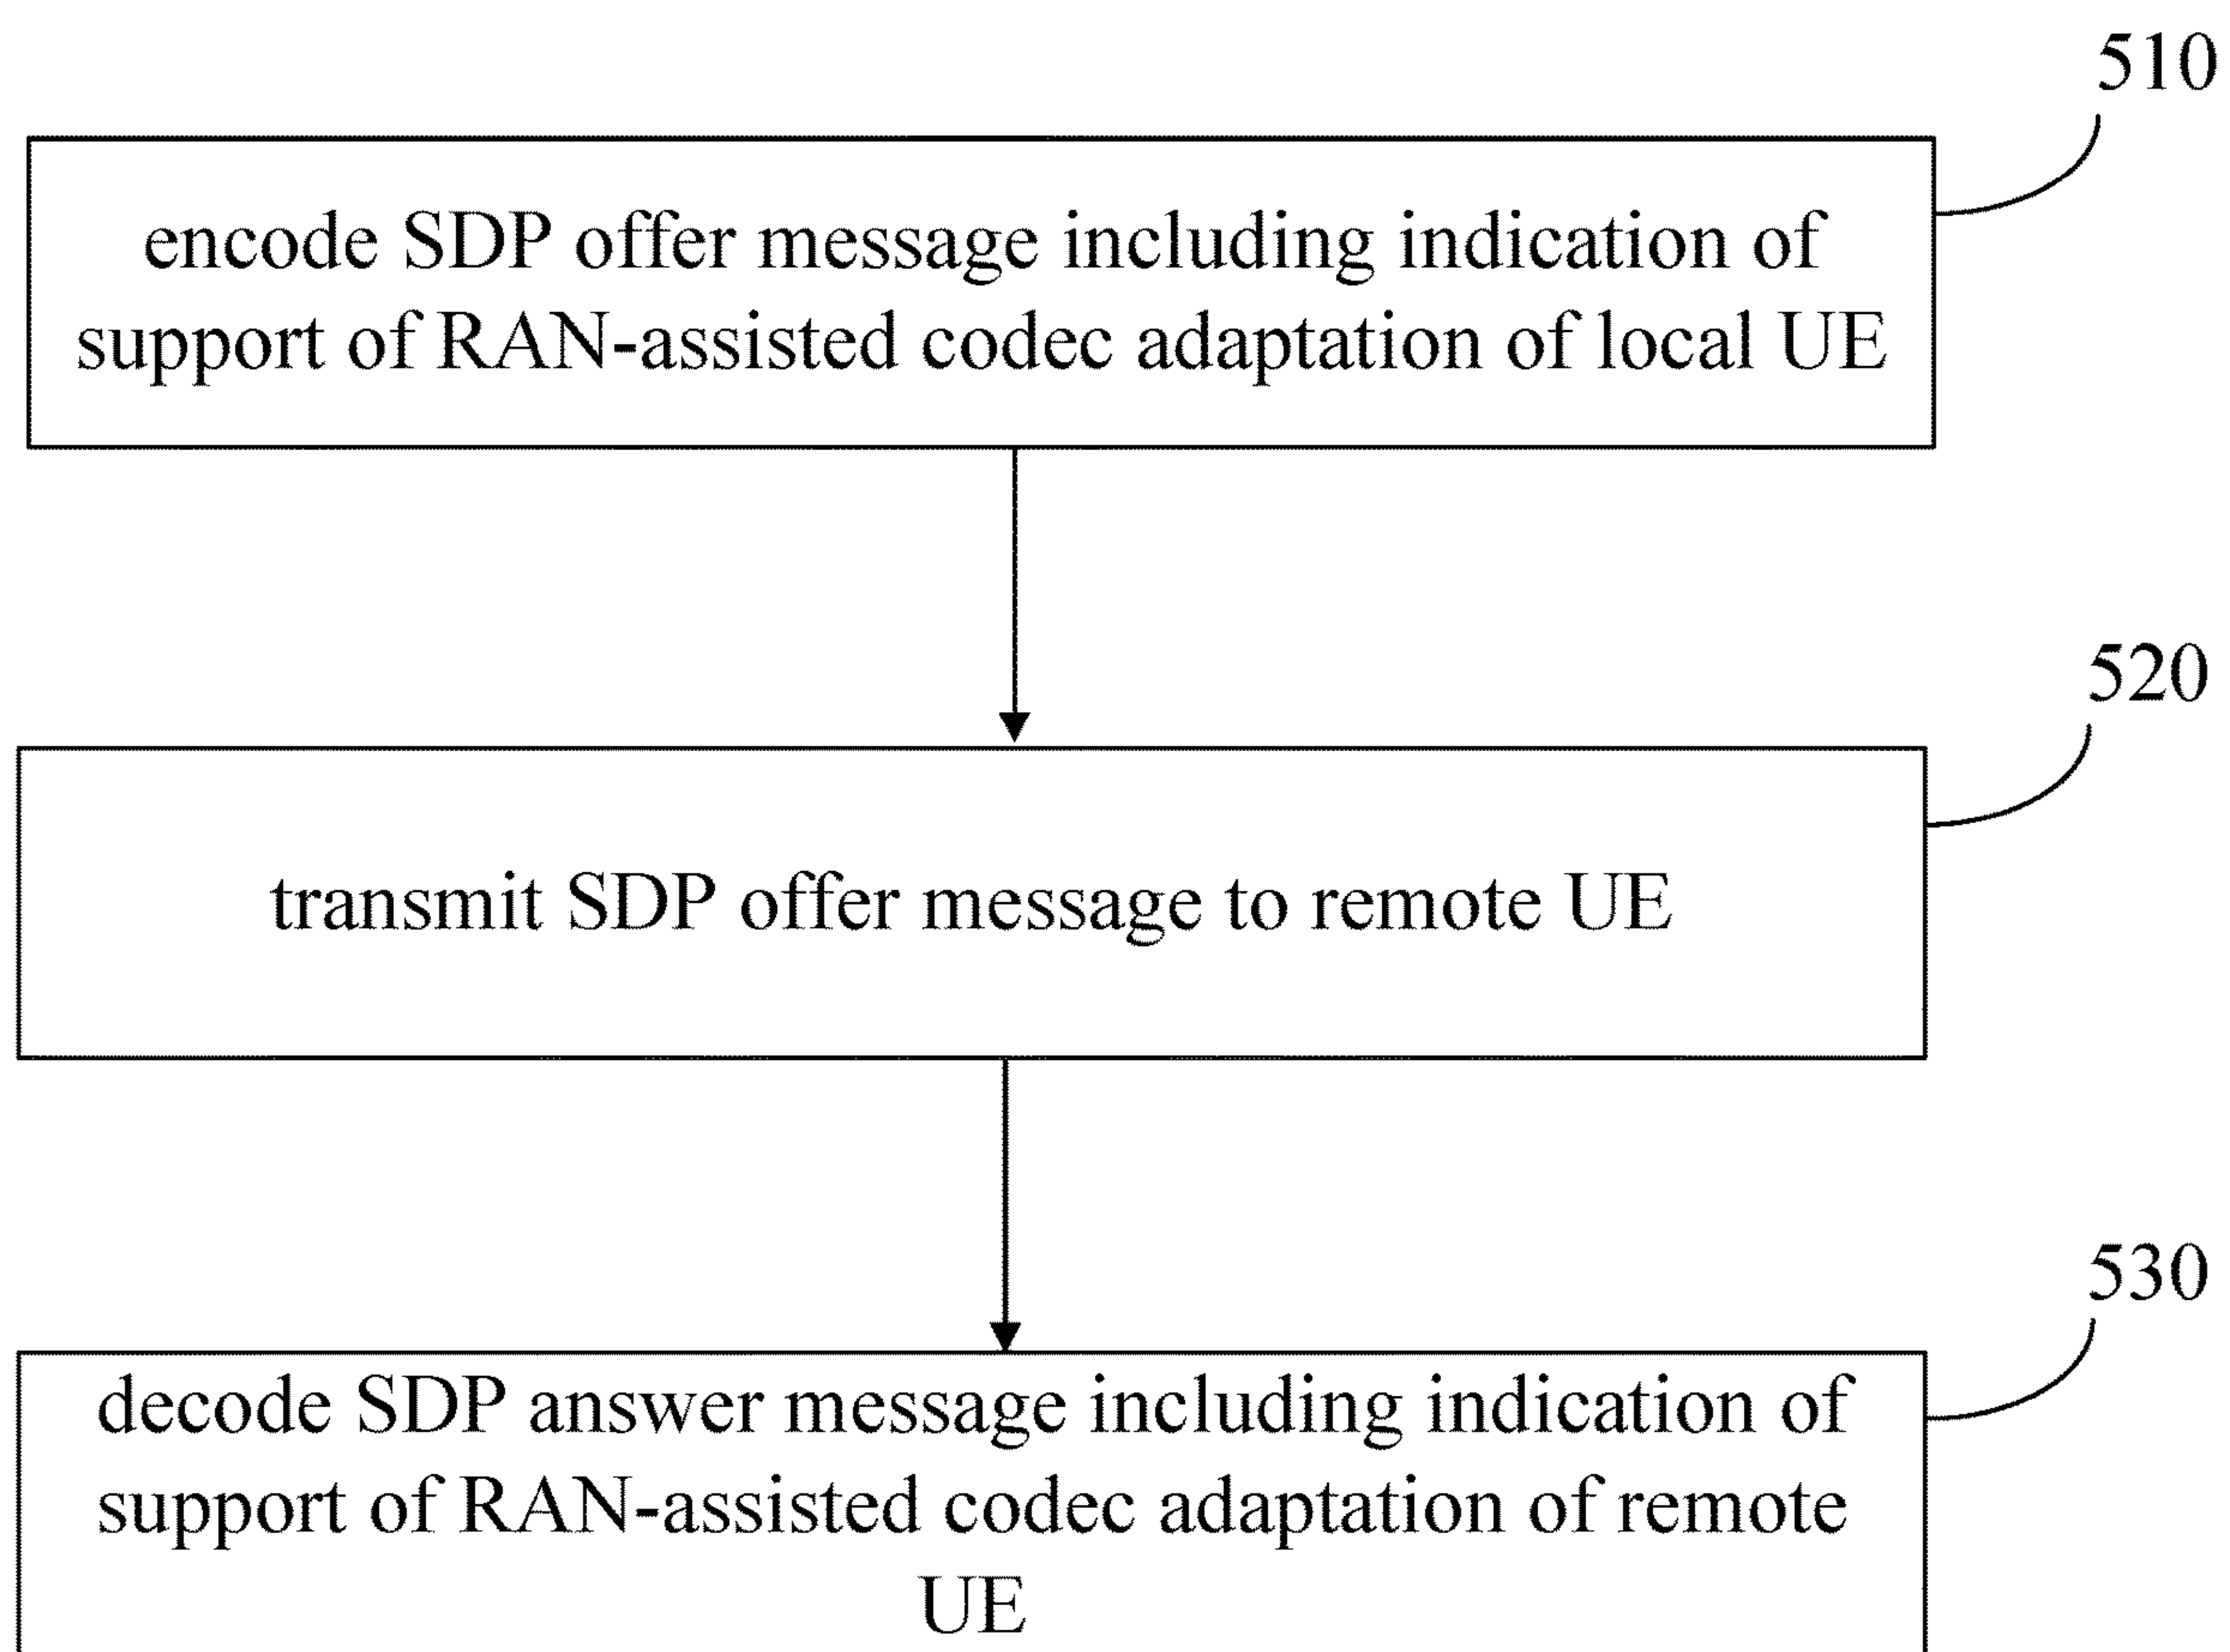 510
encode SDP offer message including indication of
support of RAN-assisted codec adaptation of local UE
520
transmit SDP offer message to remote UE
530
decode SDP answer message including indication of
support of RAN-assisted codec adaptation of remote
UE